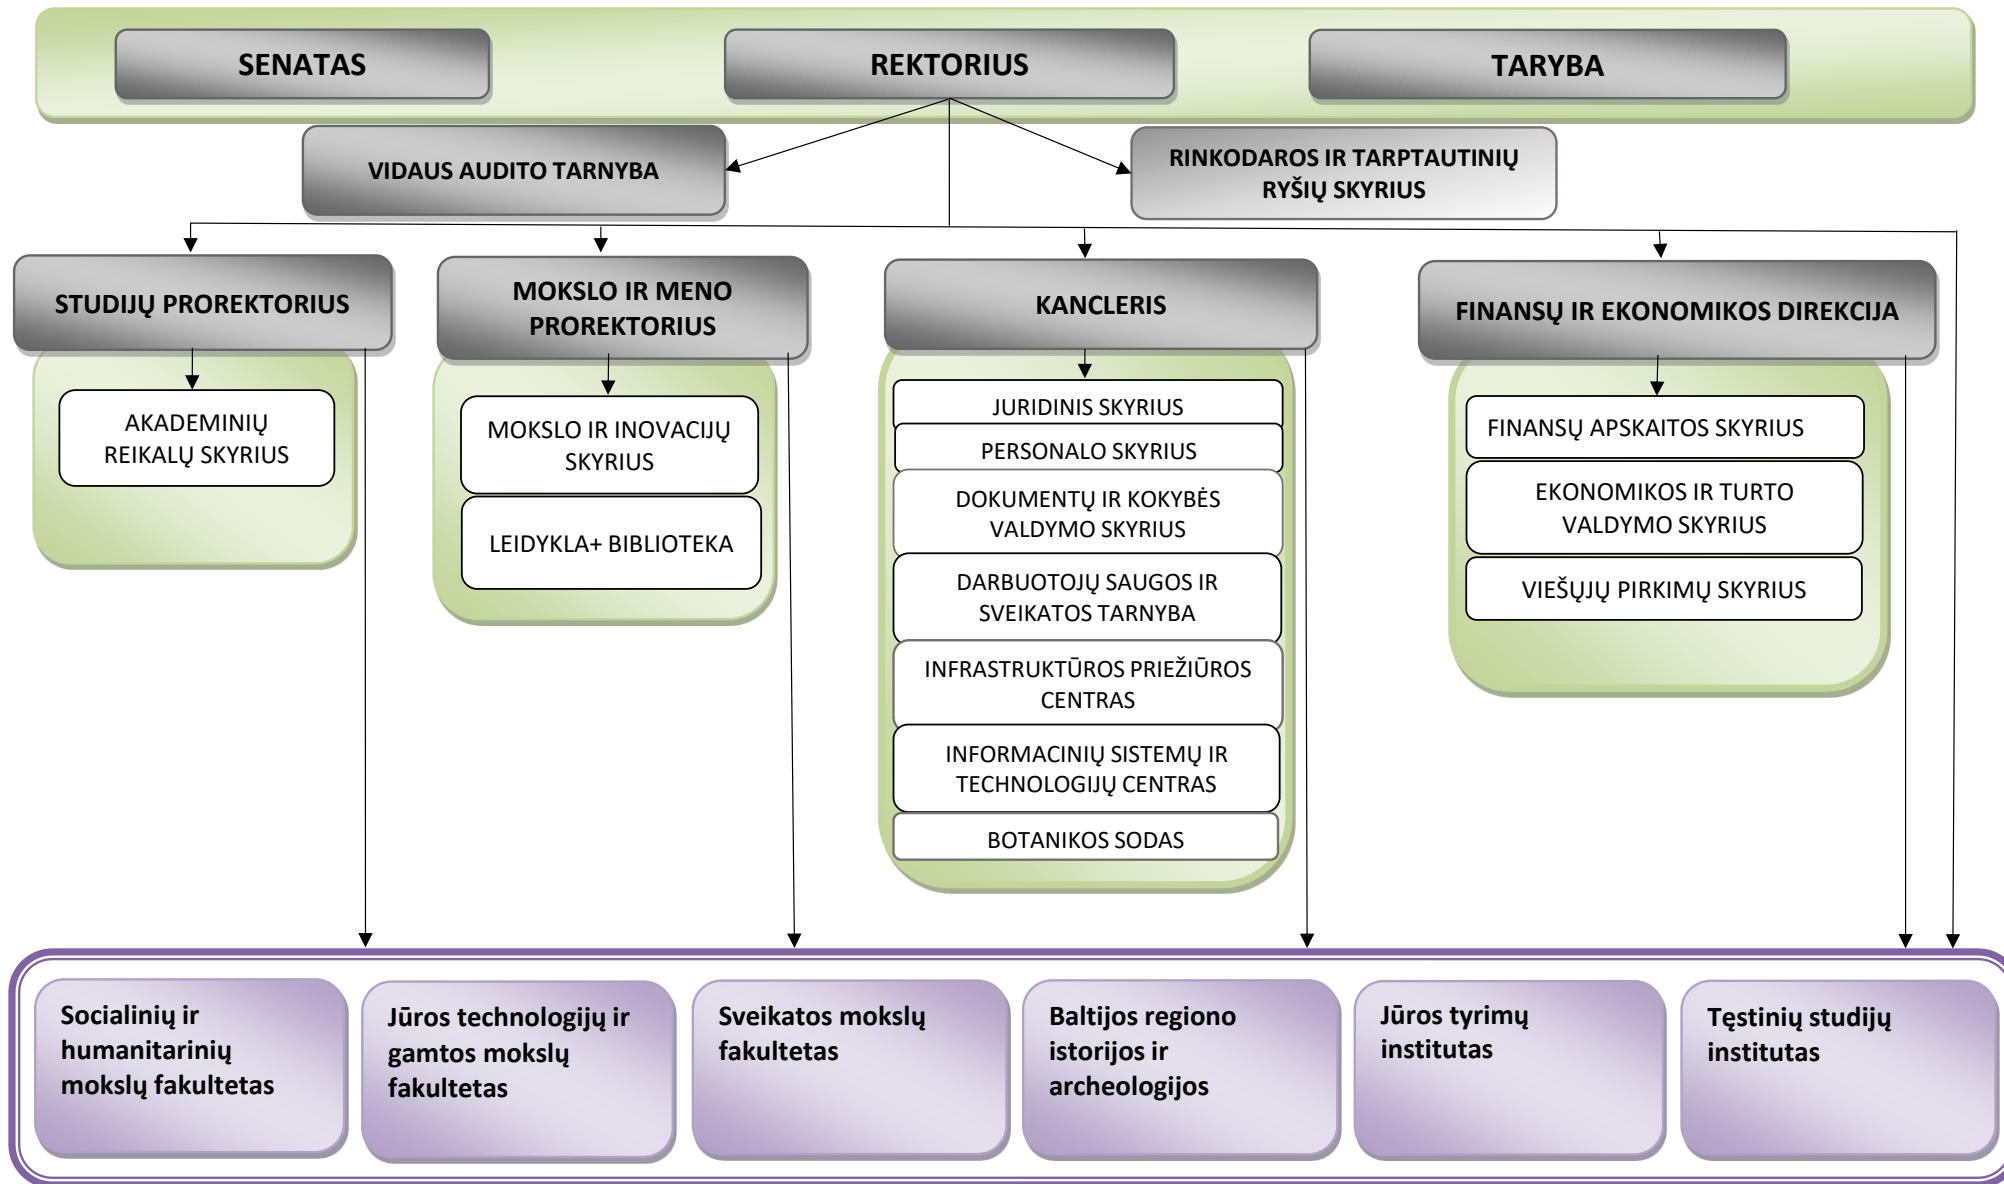 SENATAS
REKTORIUS
TARYBA
VIDAUS AUDITO TARNYBA
RINKODAROS IR TARPTAUTINIŲ
RYŠIŲ SKYRIUS
STUDIJŲ PROREKTORIUS
MOKSLO IR MENO
PROREKTORIUS
KANCLERIS
FINANSŲ IR EKONOMIKOS DIREKCIJA
AKADEMINIŲ
REIKALŲ SKYRIUS
MOKSLO IR INOVACIJŲ
SKYRIUS
LEIDYKLA+ BIBLIOTEKA
JURIDINIS SKYRIUS
PERSONALO SKYRIUS
DOKUMENTŲ IR KOKYBĖS
VALDYMO SKYRIUS
DARBUOTOJŲ SAUGOS IR
SVEIKATOS TARNYBA
INFRASTRUKTŪROS PRIEŽIŪROS
CENTRAS
INFORMACINIŲ SISTEMŲ IR
TECHNOLOGIJŲ CENTRAS
BOTANIKOS SODAS
FINANSŲ APSKAITOS SKYRIUS
EKONOMIKOS IR TURTO
VALDYMO SKYRIUS
VIEŠŲJŲ PIRKIMŲ SKYRIUS
Socialinių ir
humanitarinių
mokslų fakultetas
Jūros technologijų ir
gamtos mokslų
fakultetas
Sveikatos mokslų
fakultetas
Baltijos regiono
istorijos ir
archeologijos
Jūros tyrimų
institutas
Tęstinių studijų
institutas